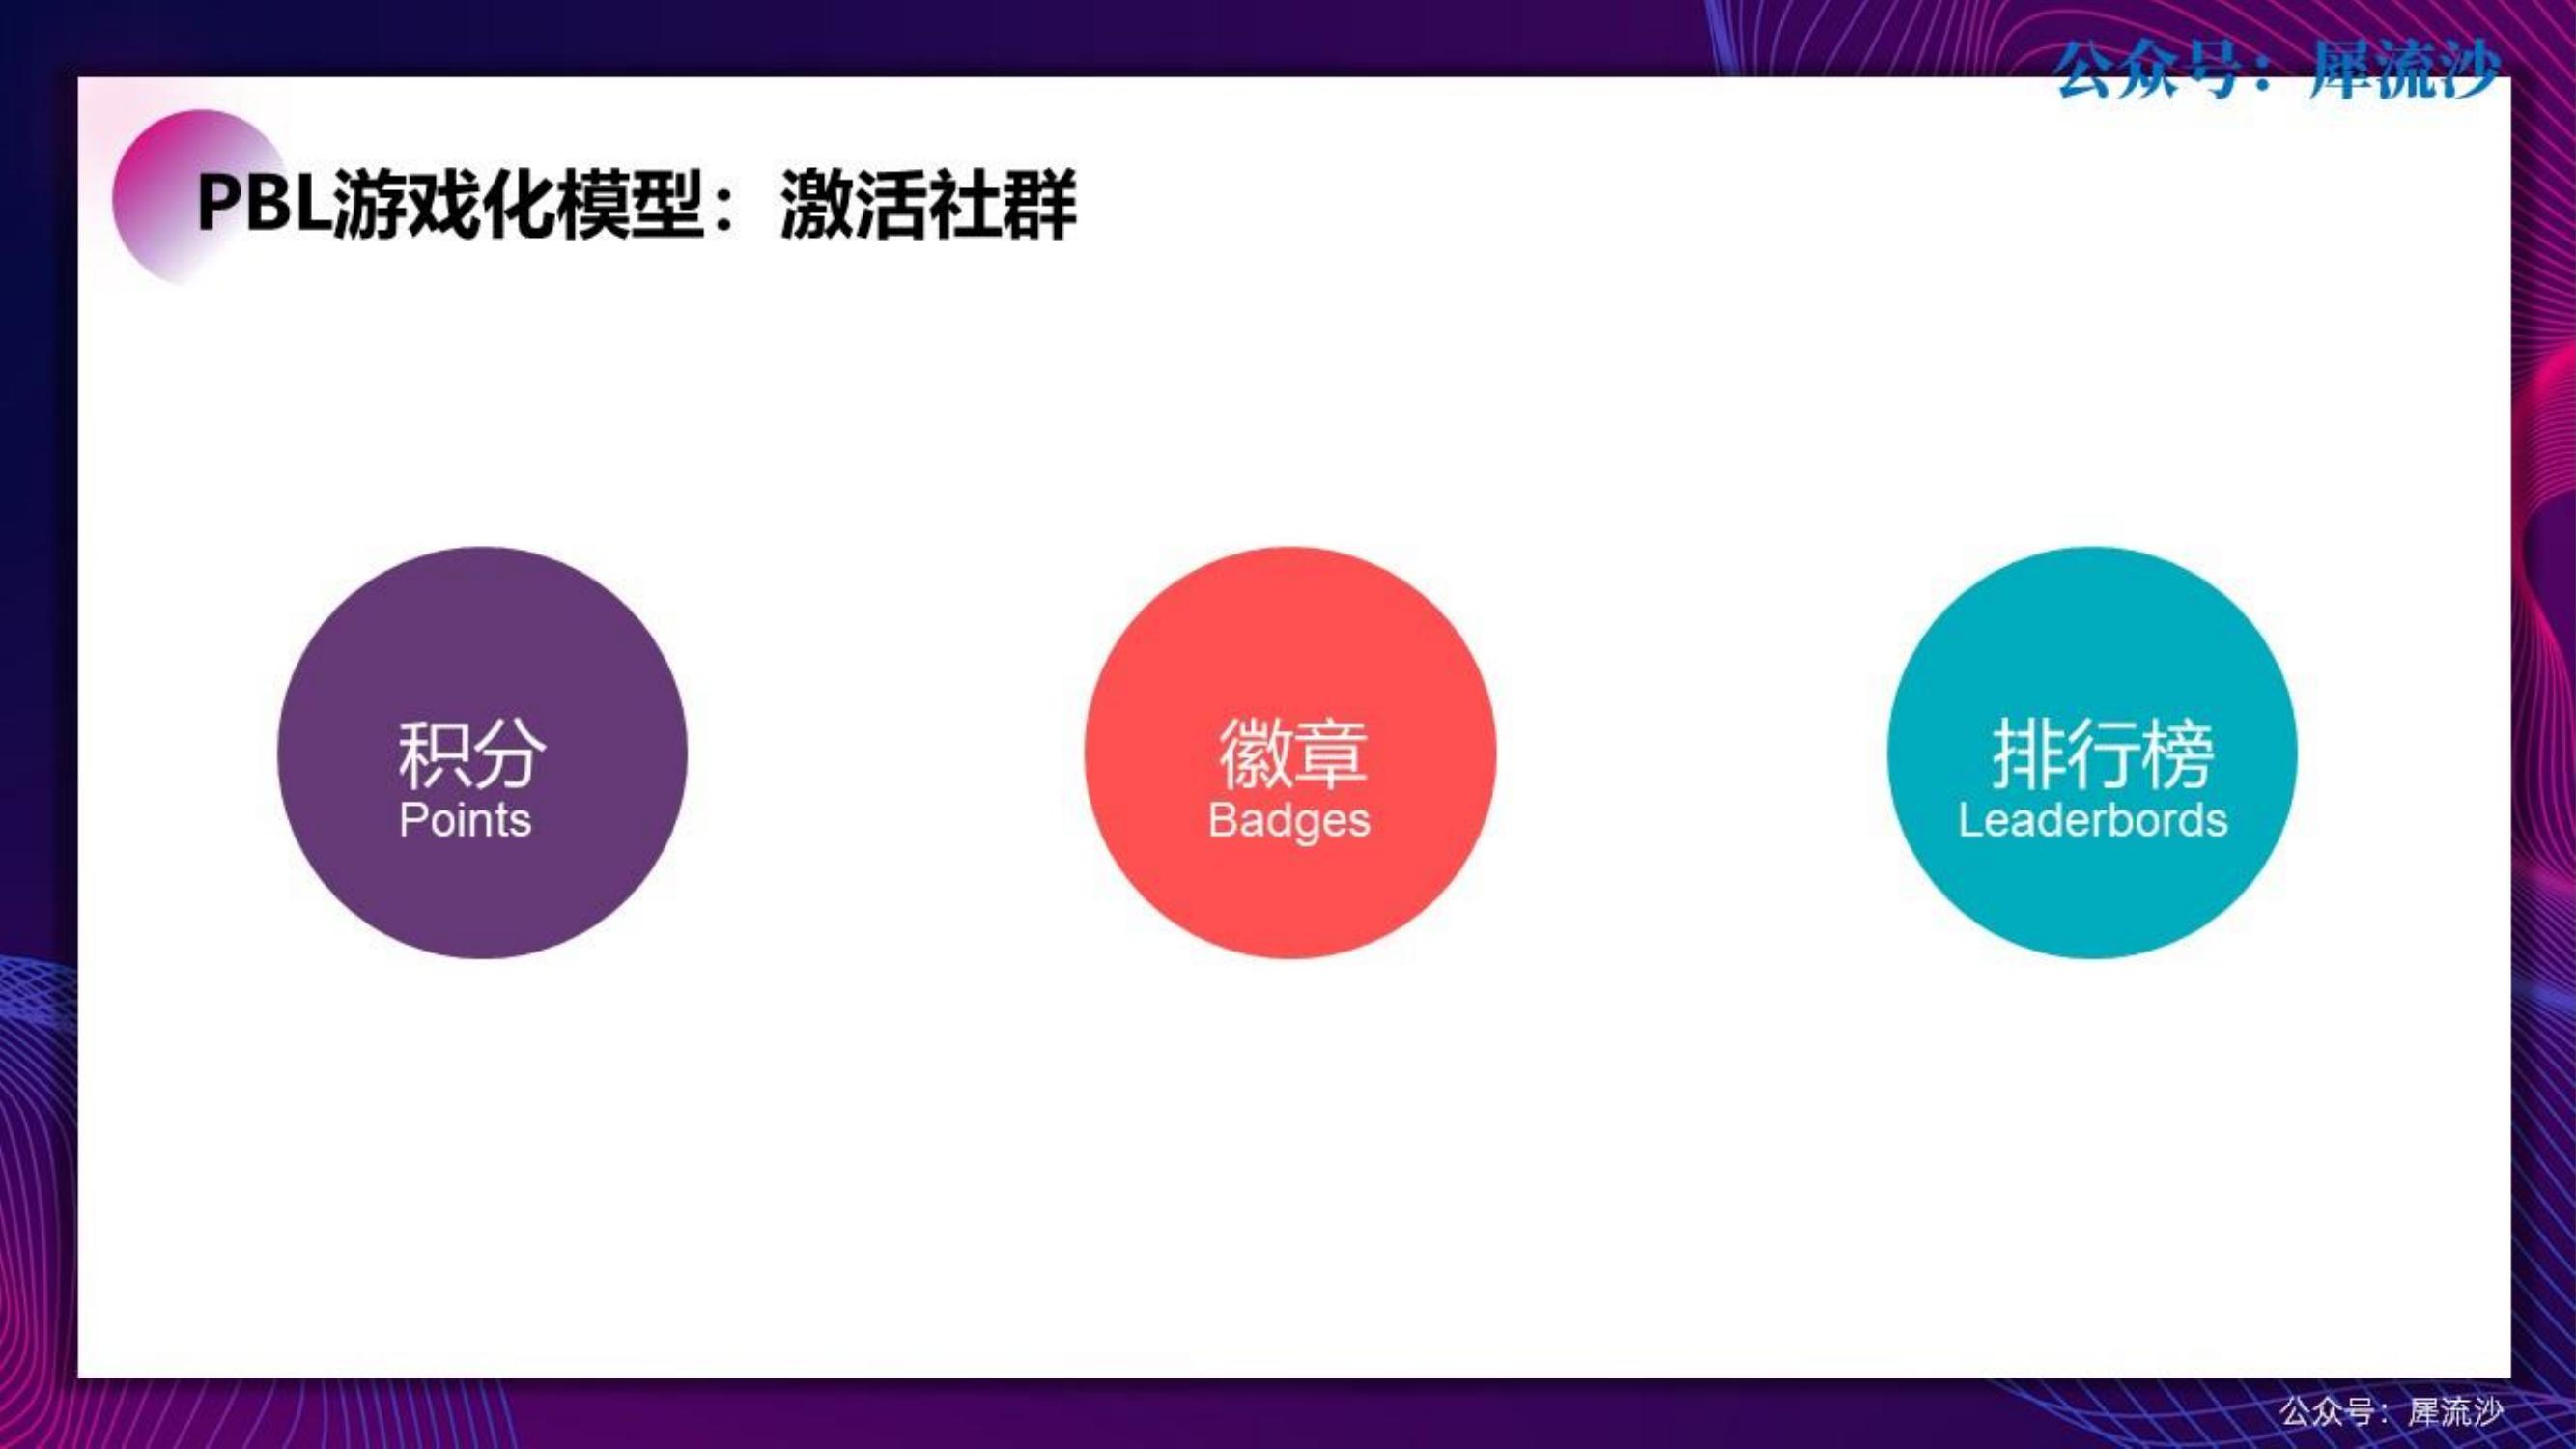 公众号：犀流沙
PBL游戏化模型：激活社群
积分
Points
徽章
Badges
排行榜
Leaderbords
公众号：犀流沙